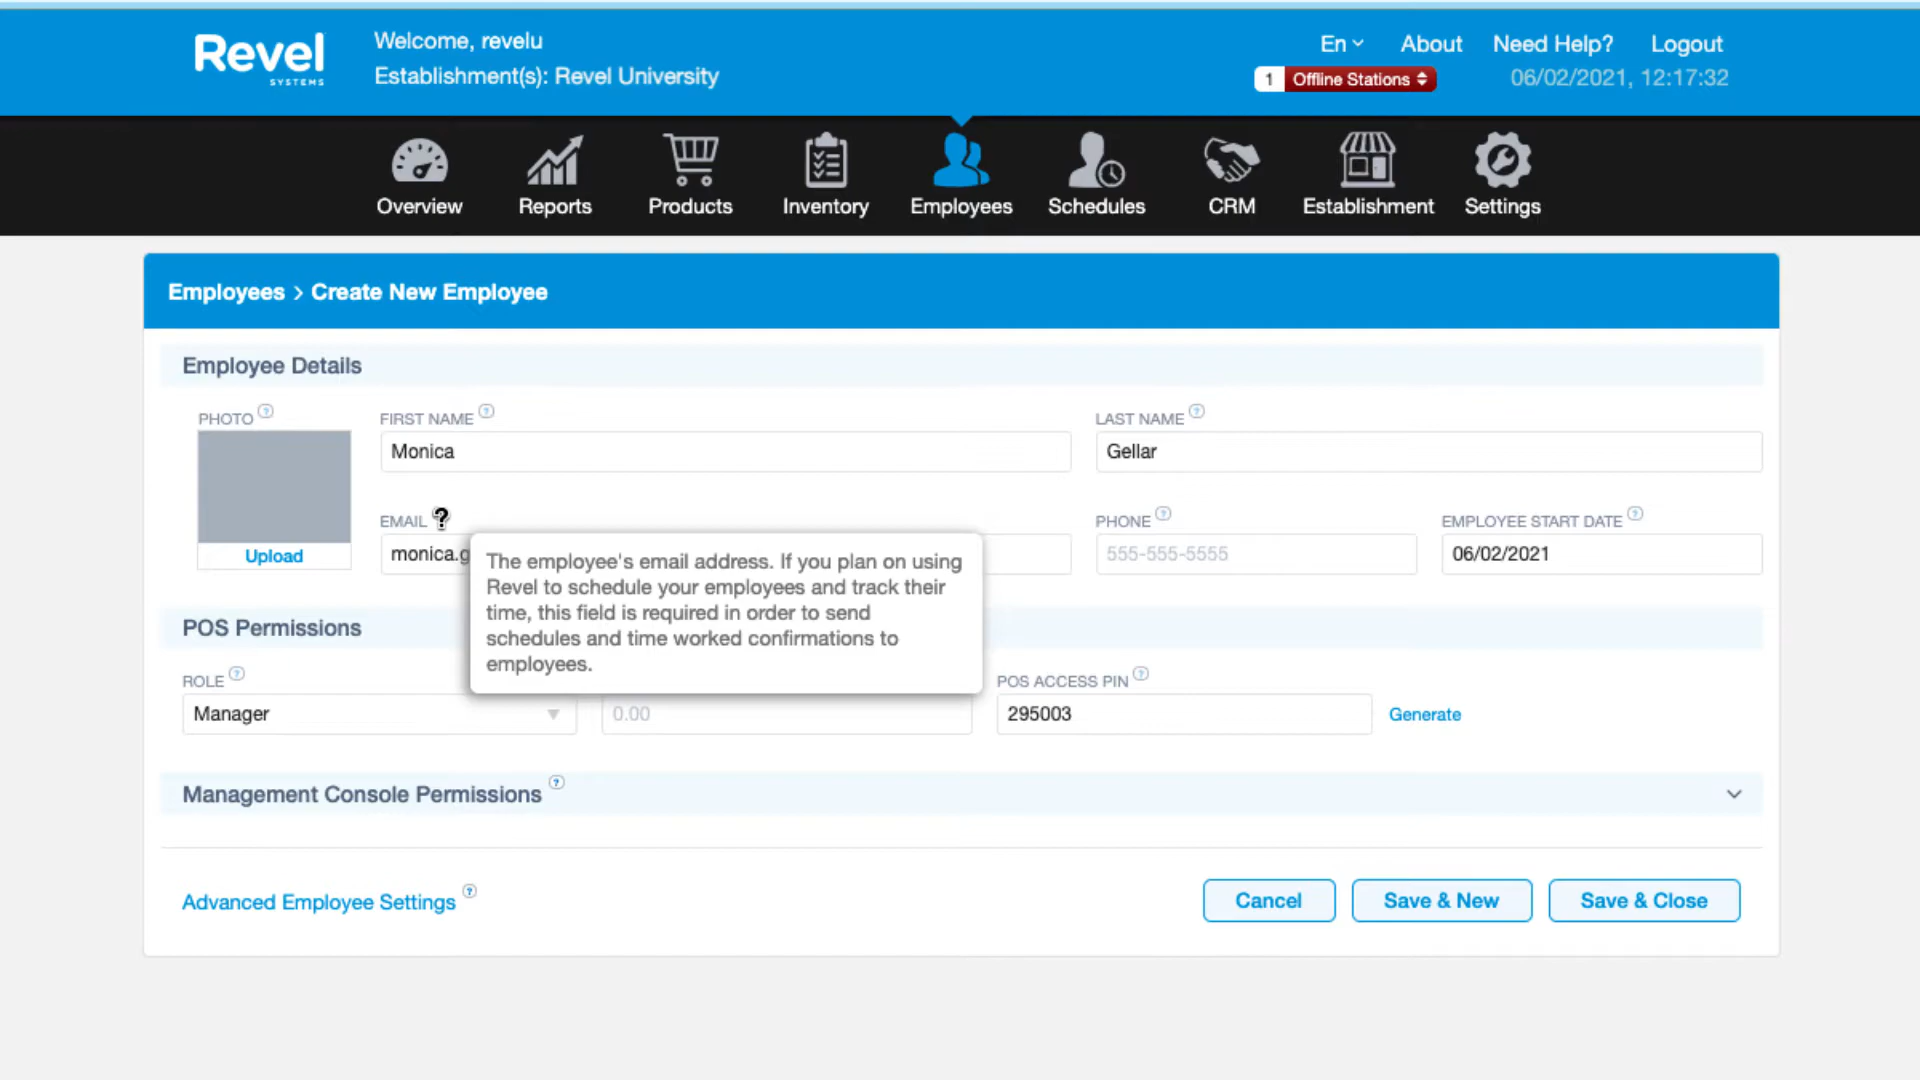 Revel
SYSTEMS
Welcome, revelu
Establishment(s): Revel University
En
About
Need Help?
Logout
1 Offline Stations
06/02/2021, 12:17:32
Overview
Reports
Products
Inventory
Employees
Schedules
CRM
Establishment
Settings
Employees > Create New Employee
Employee Details
PHOTO ?
FIRST NAME ?
LAST NAME ?
Monica
Gellar
EMAIL ?
PHONE ?
EMPLOYEE START DATE ?
Upload
monica.g
555-555-5555
06/02/2021
The employee's email address. If you plan on using
Revel to schedule your employees and track their
time, this field is required in order to send
schedules and time worked confirmations to
employees.
POS Permissions
ROLE ?
POS ACCESS PIN ?
Manager
0.00
295003
Generate
Management Console Permissions ?
Advanced Employee Settings ?
Cancel
Save & New
Save & Close